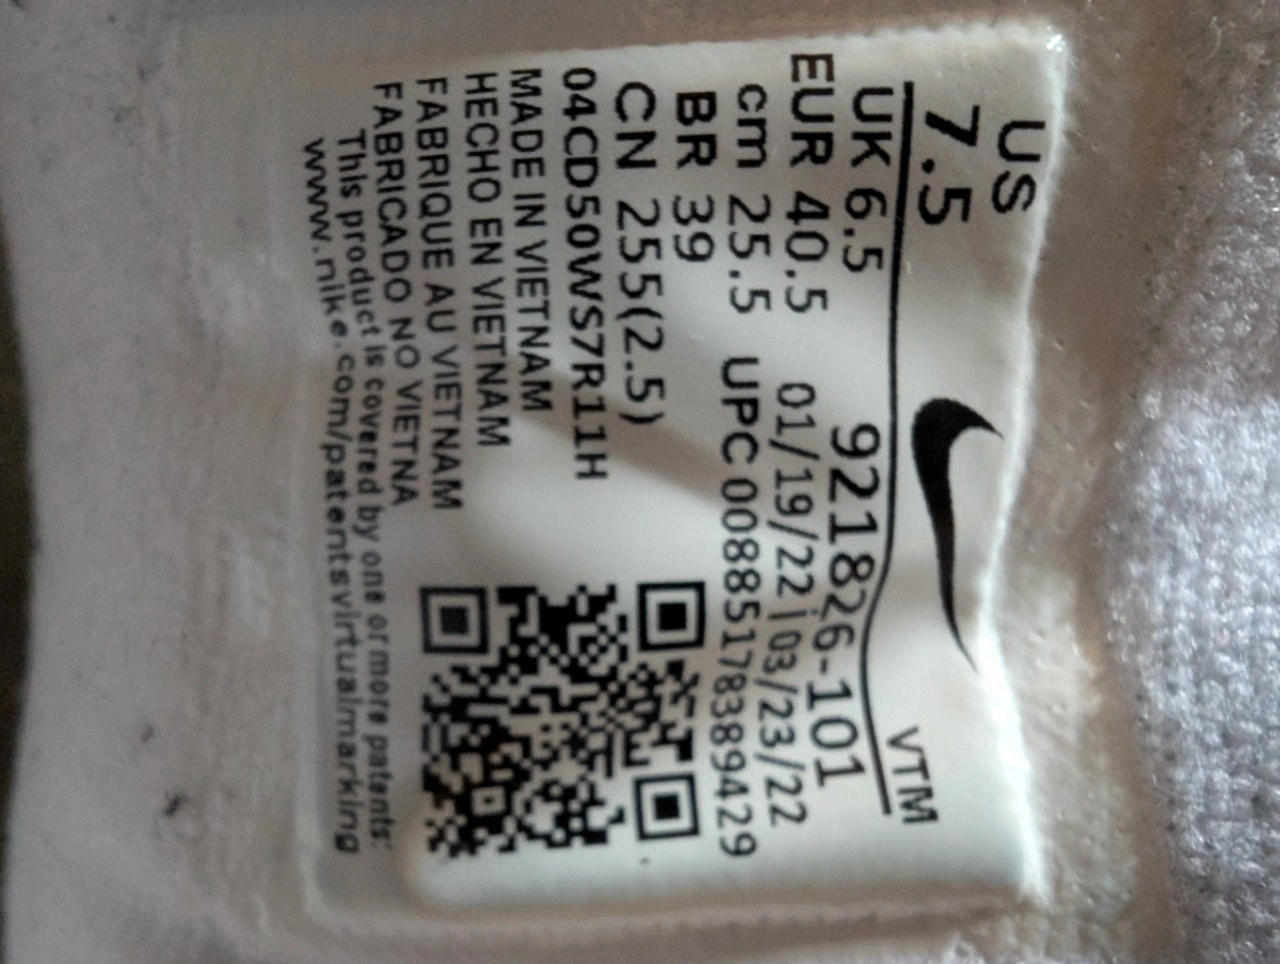 US
7.5
VTM
UK 6.5
921826-101
EUR 40.5
01/19/22 | 03/23/22
cm 25.5
UPC 00885178389429
BR 39
CN 255(2.5)
04CD50WS7R11H
MADE IN VIETNAM
HECHO EN VIETNAM
FABRIQUE AU VIETNAM
FABRICADO NO VIETNA
This product is covered by one or more patents:
www.nike.com/patentsvirtualmarking